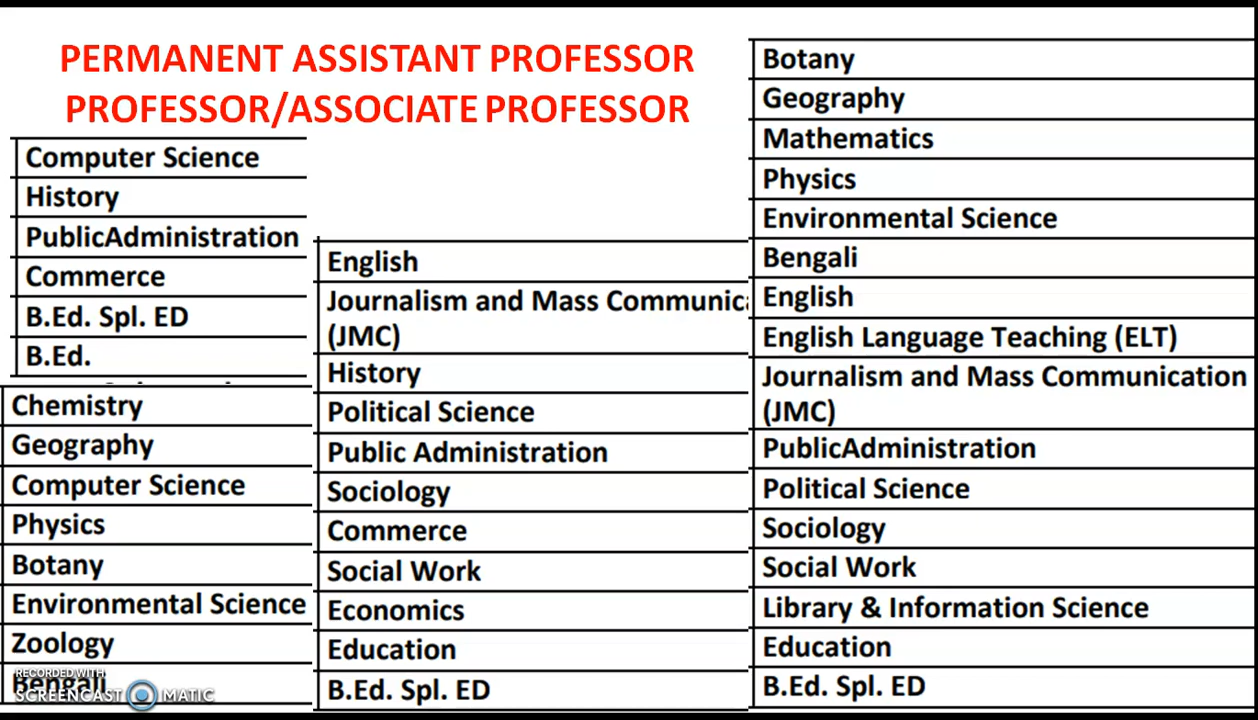 PERMANENT ASSISTANT PROFESSOR
PROFESSOR/ASSOCIATE PROFESSOR
Computer Science
History
PublicAdministration
Commerce
B.Ed. Spl. ED
B.Ed.
Chemistry
Geography
Computer Science
Physics
Botany
Environmental Science
Zoology
Bengali
RECORDED WITH
SCREENCAST MATIC
English
Journalism and Mass Communica
(JMC)
History
Political Science
Public Administration
Sociology
Commerce
Social Work
Economics
Education
B.Ed. Spl. ED
Botany
Geography
Mathematics
Physics
Environmental Science
Bengali
English
English Language Teaching (ELT)
Journalism and Mass Communication
(JMC)
PublicAdministration
Political Science
Sociology
Social Work
Library & Information Science
Education
B.Ed. Spl. ED